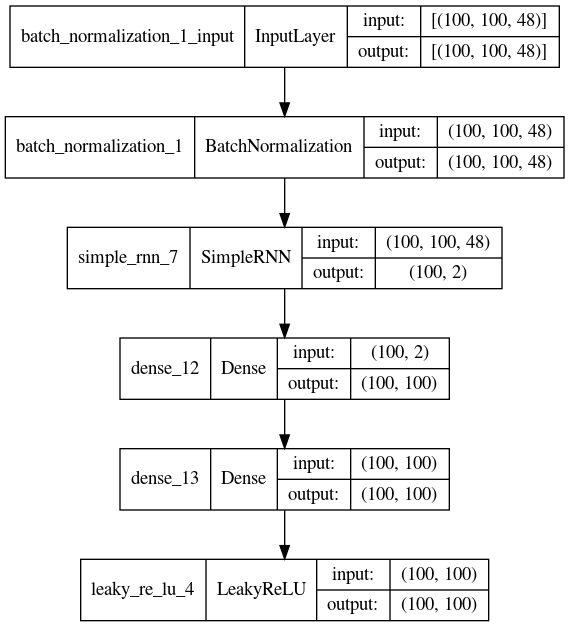 batch_normalization_1_input InputLayer input: [(100, 100, 48)]
output: [(100, 100, 48)]
batch_normalization_1 BatchNormalization input: (100, 100, 48)
output: (100, 100, 48)
simple_rnn_7 SimpleRNN input: (100, 100, 48)
output: (100, 2)
dense_12 Dense input: (100, 2)
output: (100, 100)
dense_13 Dense input: (100, 100)
output: (100, 100)
leaky_re_lu_4 LeakyReLU input: (100, 100)
output: (100, 100)